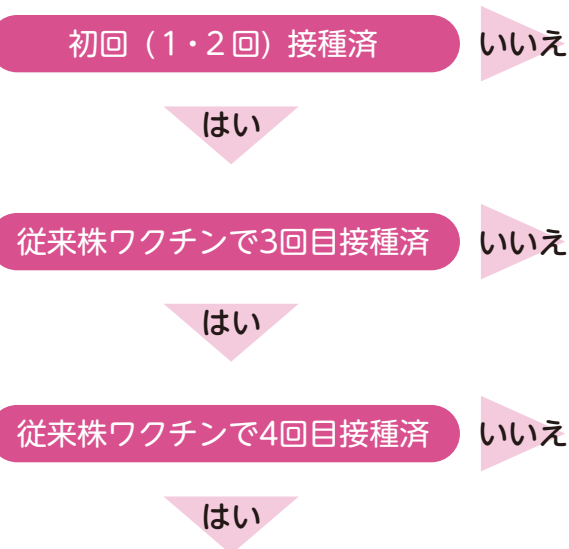 初回（1・2回）接種済
いいえ
はい
従来株ワクチンで3回目接種済
いいえ
はい
従来株ワクチンで4回目接種済
いいえ
はい